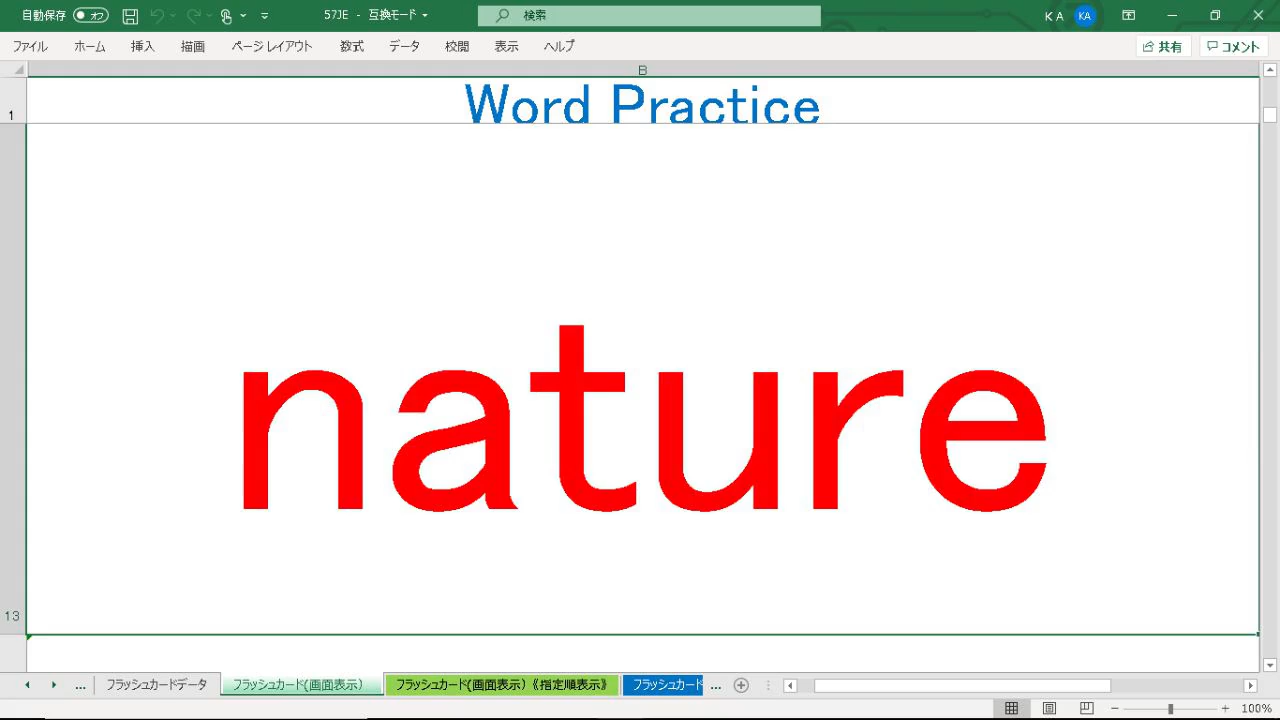 自動保存 オフ 57JE - 互換モード 検索 K A KA
ファイル ホーム 挿入 描画 ページ レイアウト 数式 データ 校閲 表示 ヘルプ 共有 コメント
B
1 Word Practice
nature
13
... フラッシュカードデータ フラッシュカード(画面表示) フラッシュカード(画面表示)《指定順表示》 フラッシュカード ...
100%